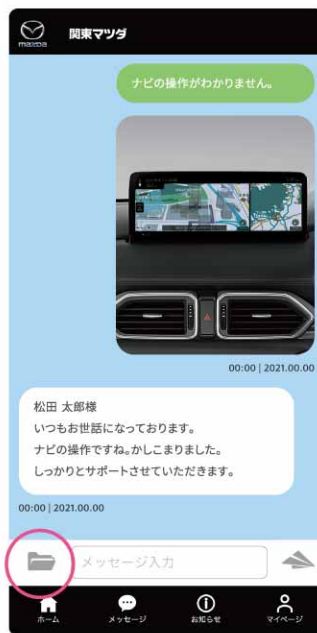 mazda
関東マツダ
ナビの操作がわかりません。
00:00 | 2021.00.00
松田 太郎様
いつもお世話になっております。
ナビの操作ですね。かしこまりました。
しっかりとサポートさせていただきます。
00:00 | 2021.00.00
メッセージ入力
ホーム
メッセージ
お知らせ
マイページ